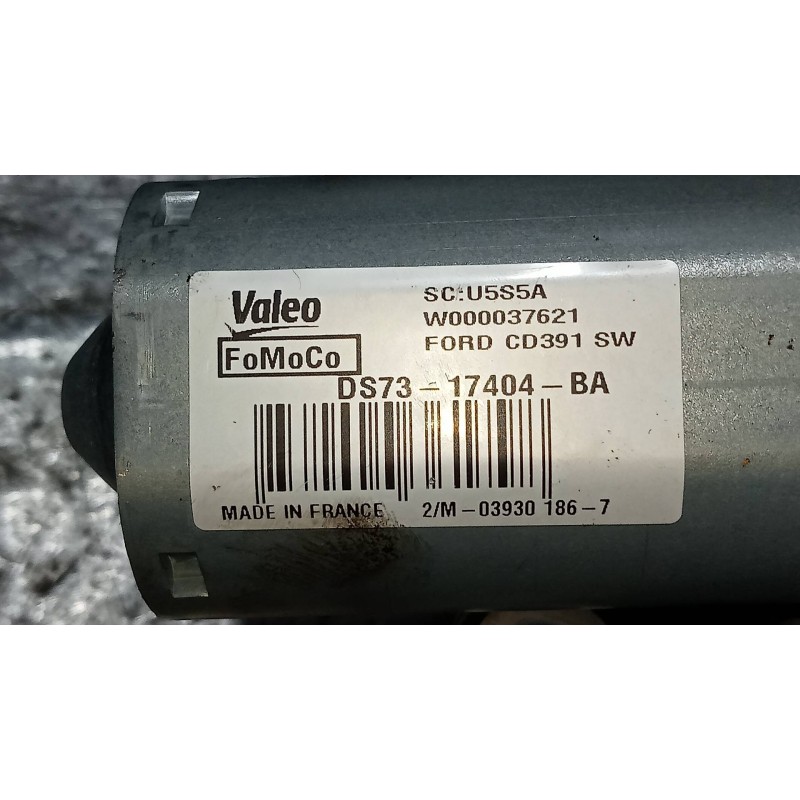 Valeo
SC:U5S5A
W000037621
FoMoCo
FORD CD391 SW
DS73-17404-BA
MADE IN FRANCE 2/M-03930 186-7